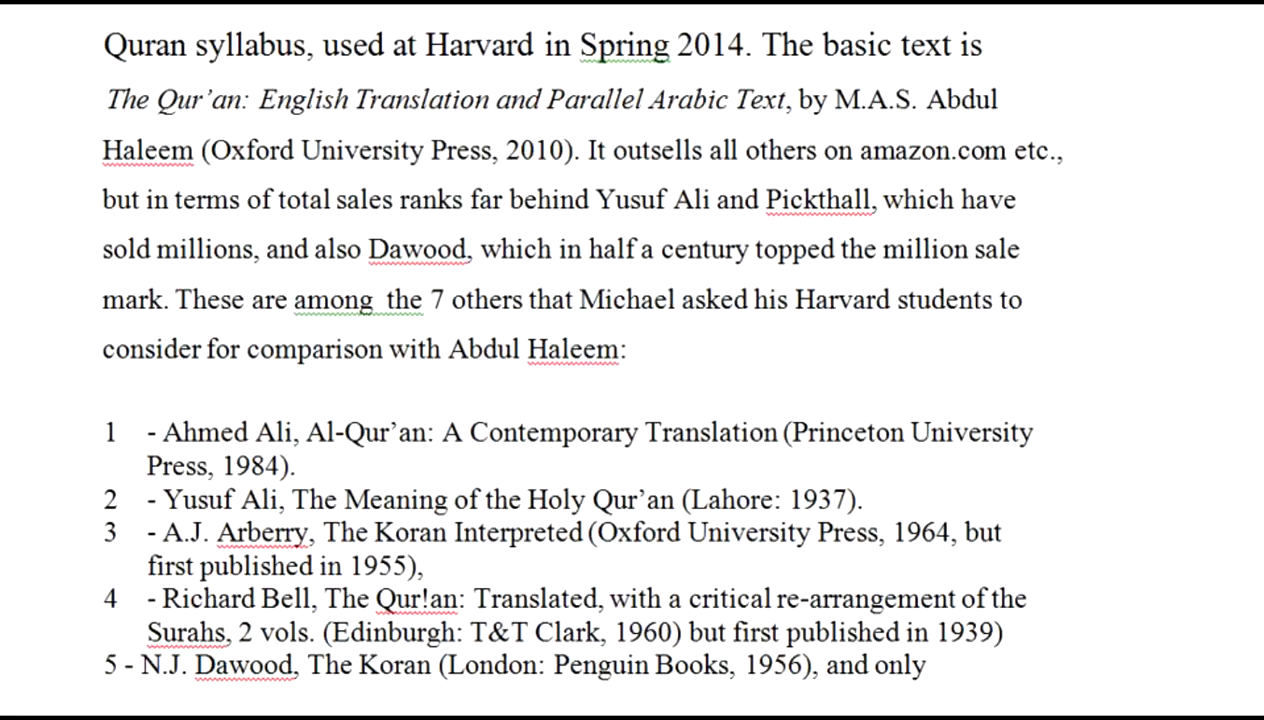 Quran syllabus, used at Harvard in Spring 2014. The basic text is
The Qur’an: English Translation and Parallel Arabic Text, by M.A.S. Abdul
Haleem (Oxford University Press, 2010). It outsells all others on amazon.com etc.,
but in terms of total sales ranks far behind Yusuf Ali and Pickthall, which have
sold millions, and also Dawood, which in half a century topped the million sale
mark. These are among the 7 others that Michael asked his Harvard students to
consider for comparison with Abdul Haleem:
1 - Ahmed Ali, Al-Qur’an: A Contemporary Translation (Princeton University
Press, 1984).
2 - Yusuf Ali, The Meaning of the Holy Qur’an (Lahore: 1937).
3 - A.J. Arberry, The Koran Interpreted (Oxford University Press, 1964, but
first published in 1955),
4 - Richard Bell, The Qur!an: Translated, with a critical re-arrangement of the
Surahs, 2 vols. (Edinburgh: T&T Clark, 1960) but first published in 1939)
5 - N.J. Dawood, The Koran (London: Penguin Books, 1956), and only